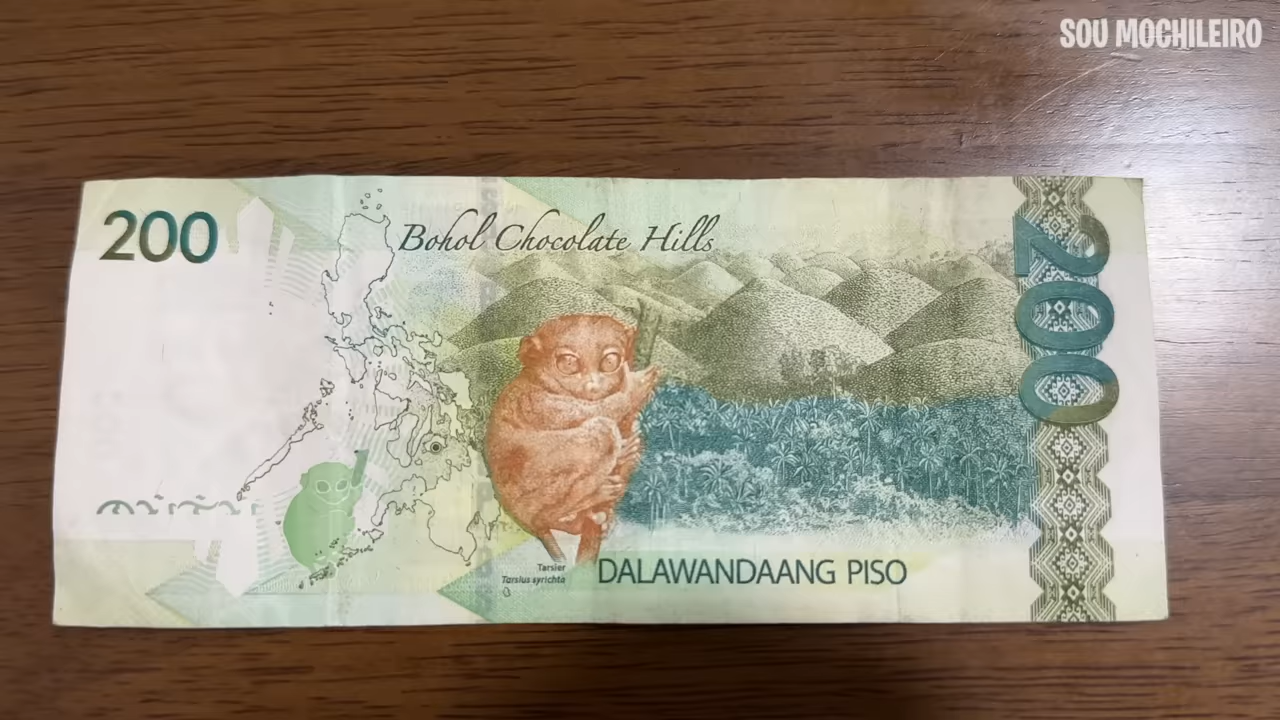 SOU MOCHILEIRO
200
Bohol Chocolate Hills
200
Tarsier
Tarsius syrichta
DALAWANDAANG PISO